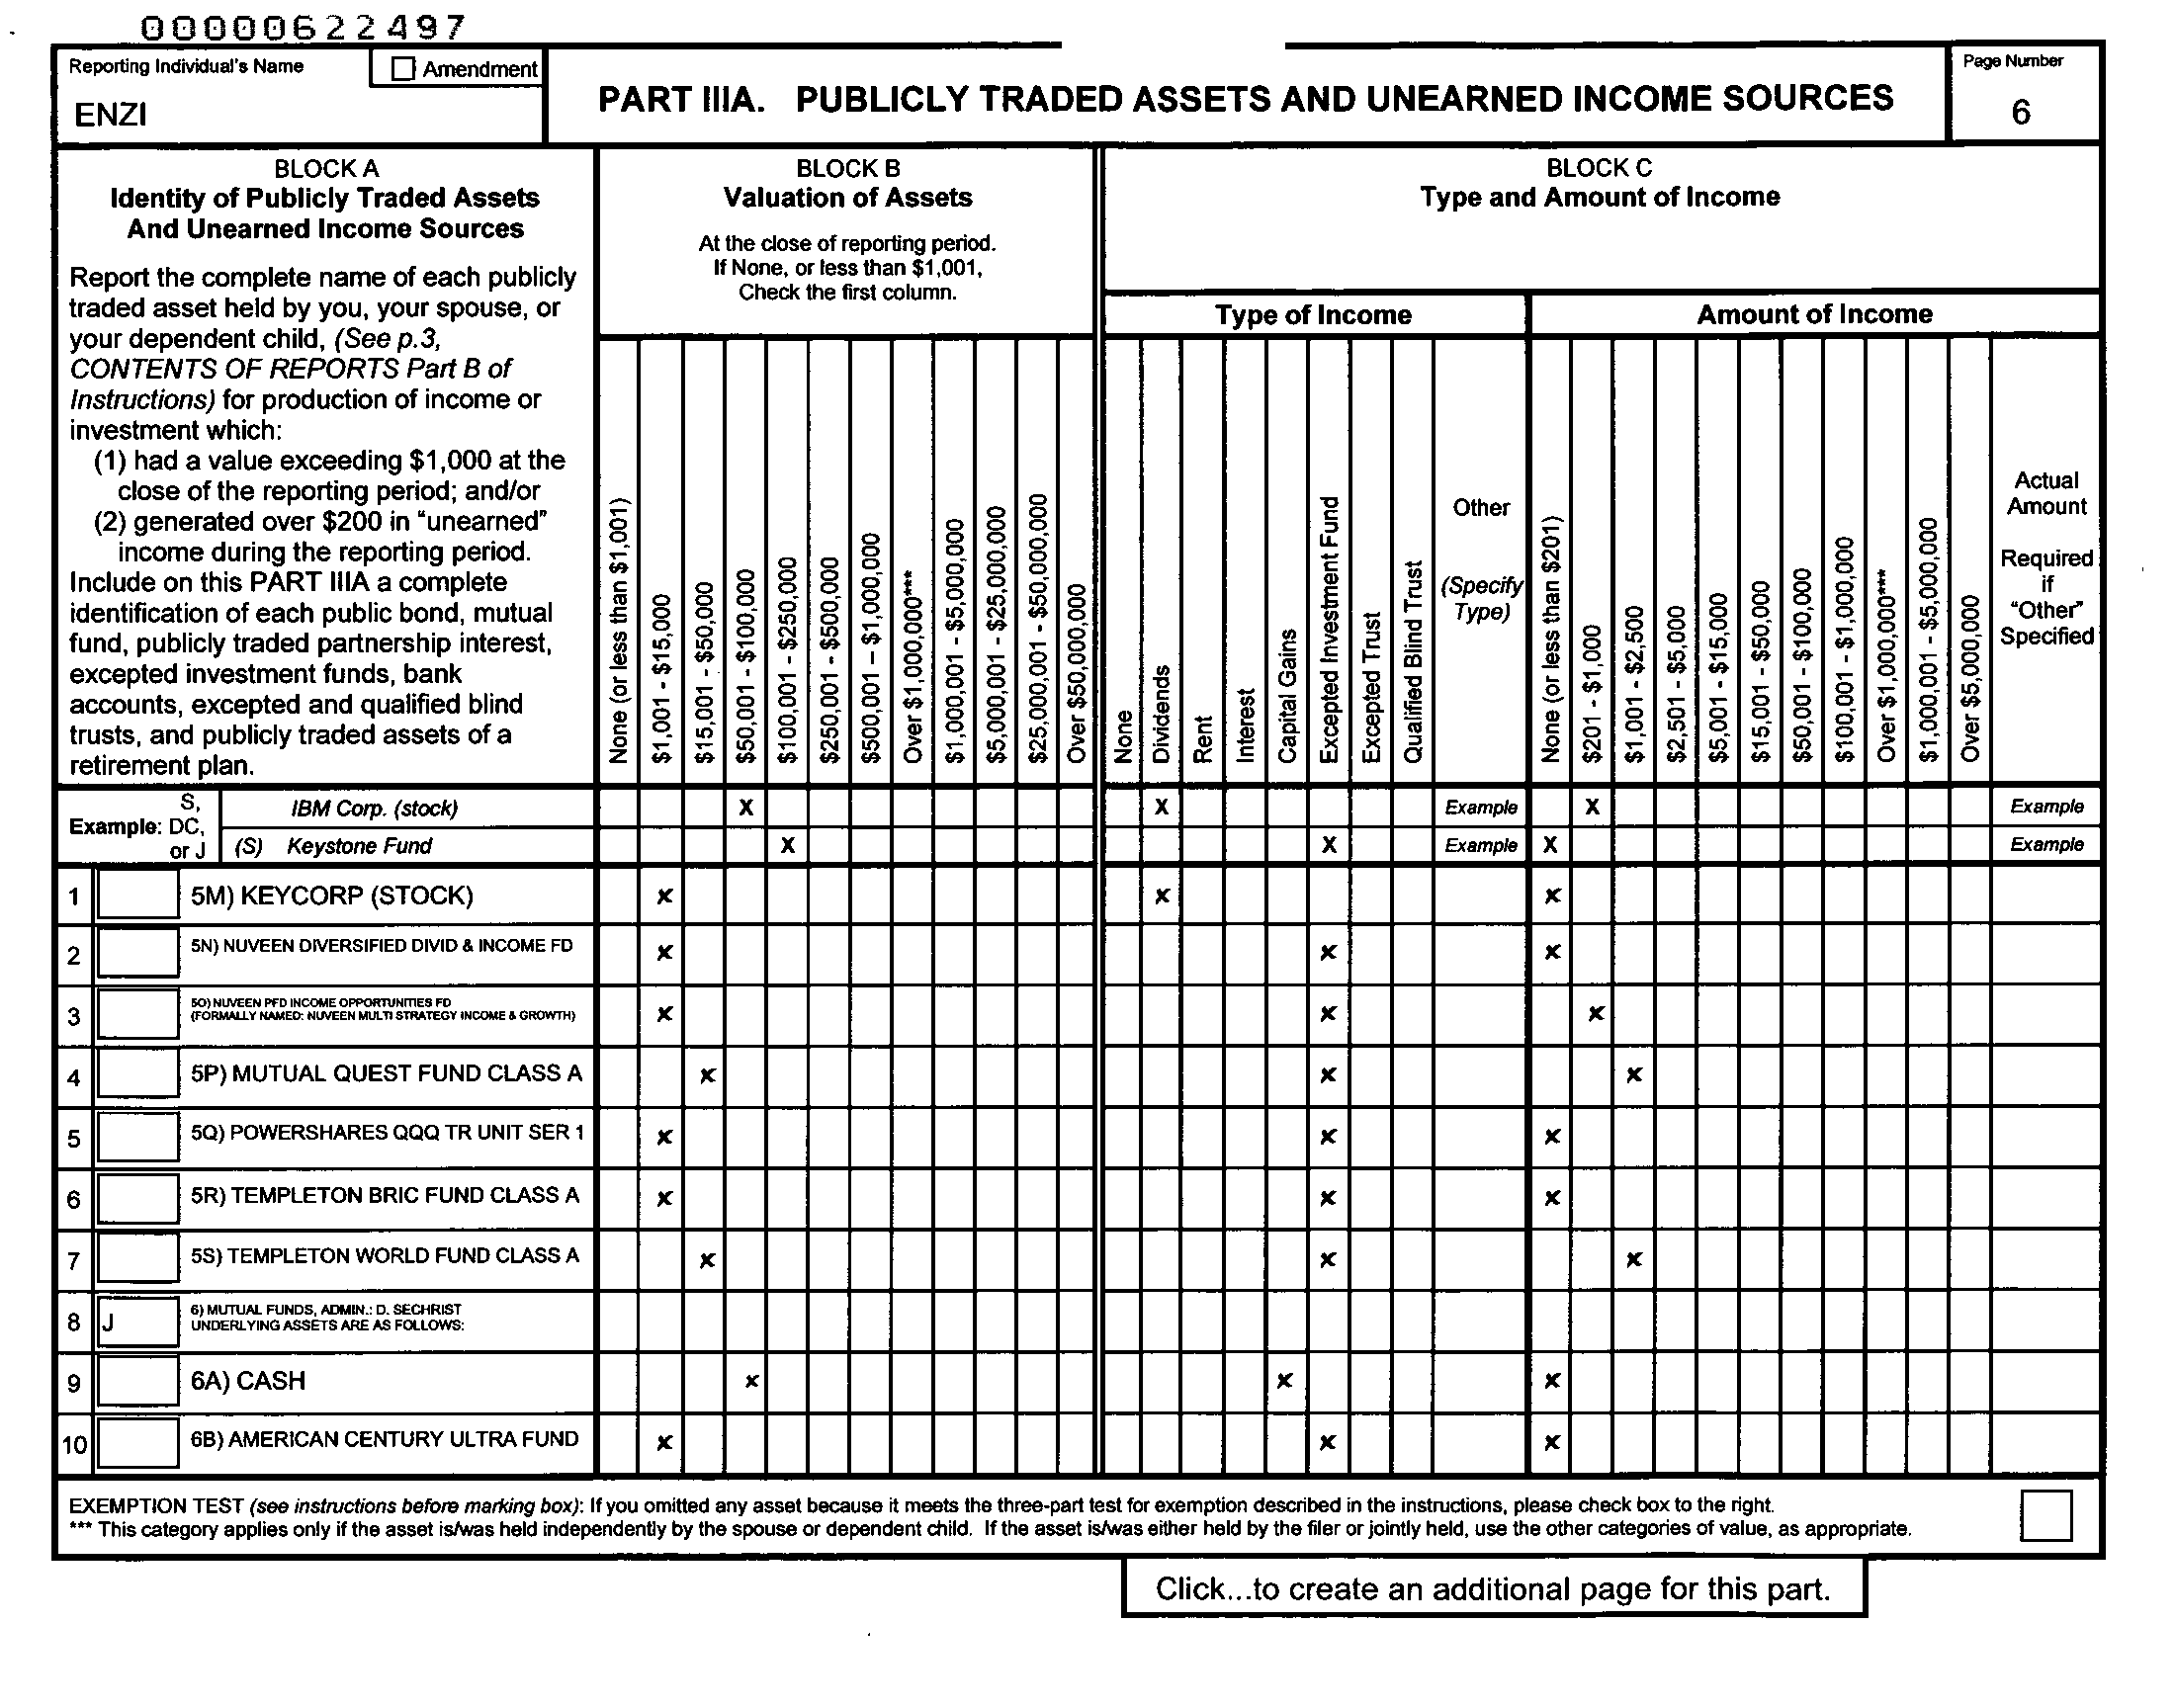 00000622497
Reporting Individual's Name
Amendment
ENZI
PART IIIA. PUBLICLY TRADED ASSETS AND UNEARNED INCOME SOURCES
Page Number
6
BLOCK A
Identity of Publicly Traded Assets
And Unearned Income Sources
Report the complete name of each publicly
traded asset held by you, your spouse, or
your dependent child, (See p.3,
CONTENTS OF REPORTS Part B of
Instructions) for production of income or
investment which:
(1) had a value exceeding $1,000 at the
close of the reporting period; and/or
(2) generated over $200 in "unearned"
income during the reporting period.
Include on this PART IIIA a complete
identification of each public bond, mutual
fund, publicly traded partnership interest,
excepted investment funds, bank
accounts, excepted and qualified blind
trusts, and publicly traded assets of a
retirement plan.
BLOCK B
Valuation of Assets
At the close of reporting period.
If None, or less than $1,001,
Check the first column.
None (or less than $1,001)
$1,001 - $15,000
$15,001 - $50,000
$50,001 - $100,000
$100,001 - $250,000
$250,001 - $500,000
$500,001 – $1,000,000
Over $1,000,000***
$1,000,001 - $5,000,000
$5,000,001 - $25,000,000
$25,000,001 - $50,000,000
Over $50,000,000
BLOCK C
Type and Amount of Income
Type of Income
None
Dividends
Rent
Interest
Capital Gains
Excepted Investment Fund
Excepted Trust
Qualified Blind Trust
Other
(Specify
Type)
Amount of Income
None (or less than $201)
$201 - $1,000
$1,001 - $2,500
$2,501 - $5,000
$5,001 - $15,000
$15,001 - $50,000
$50,001 - $100,000
$100,001 - $1,000,000
Over $1,000,000***
$1,000,001 - $5,000,000
Over $5,000,000
Actual
Amount
Required
if
"Other"
Specified
Example:
S,
DC,
or J
IBM Corp. (stock) X X Example X Example
(S) Keystone Fund X X Example X Example
1 5M) KEYCORP (STOCK) x x x
2 5N) NUVEEN DIVERSIFIED DIVID & INCOME FD x x x
3 5O) NUVEEN PFD INCOME OPPORTUNITIES FD
(FORMALLY NAMED: NUVEEN MULTI STRATEGY INCOME & GROWTH) x x x
4 5P) MUTUAL QUEST FUND CLASS A x x x
5 5Q) POWERSHARES QQQ TR UNIT SER 1 x x x
6 5R) TEMPLETON BRIC FUND CLASS A x x x
7 5S) TEMPLETON WORLD FUND CLASS A x x x
8 J 6) MUTUAL FUNDS, ADMIN.: D. SECHRIST
UNDERLYING ASSETS ARE AS FOLLOWS:
9 6A) CASH x x x
10 6B) AMERICAN CENTURY ULTRA FUND x x x
EXEMPTION TEST (see instructions before marking box): If you omitted any asset because it meets the three-part test for exemption described in the instructions, please check box to the right.
*** This category applies only if the asset is/was held independently by the spouse or dependent child. If the asset is/was either held by the filer or jointly held, use the other categories of value, as appropriate.
Click...to create an additional page for this part.